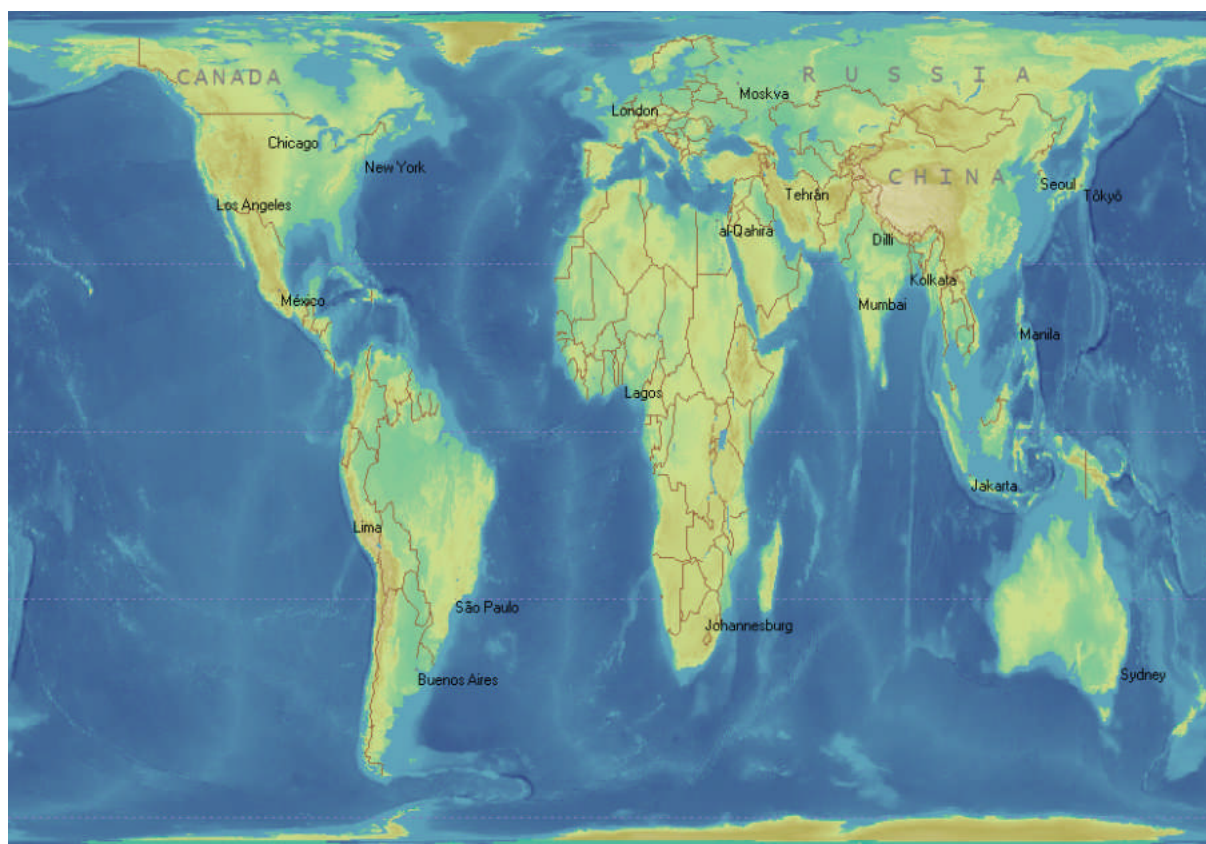 CANADA
RUSSIA
Moskva
London
Chicago
New York
CHINA
Seoul
Tehrãn
Tôkyô
Los Angeles
al-Qahira
Dilli
Kolkata
México
Mumbai
Manila
Lagos
Jakarta
Lima
São Paulo
Johannesburg
Sydney
Buenos Aires